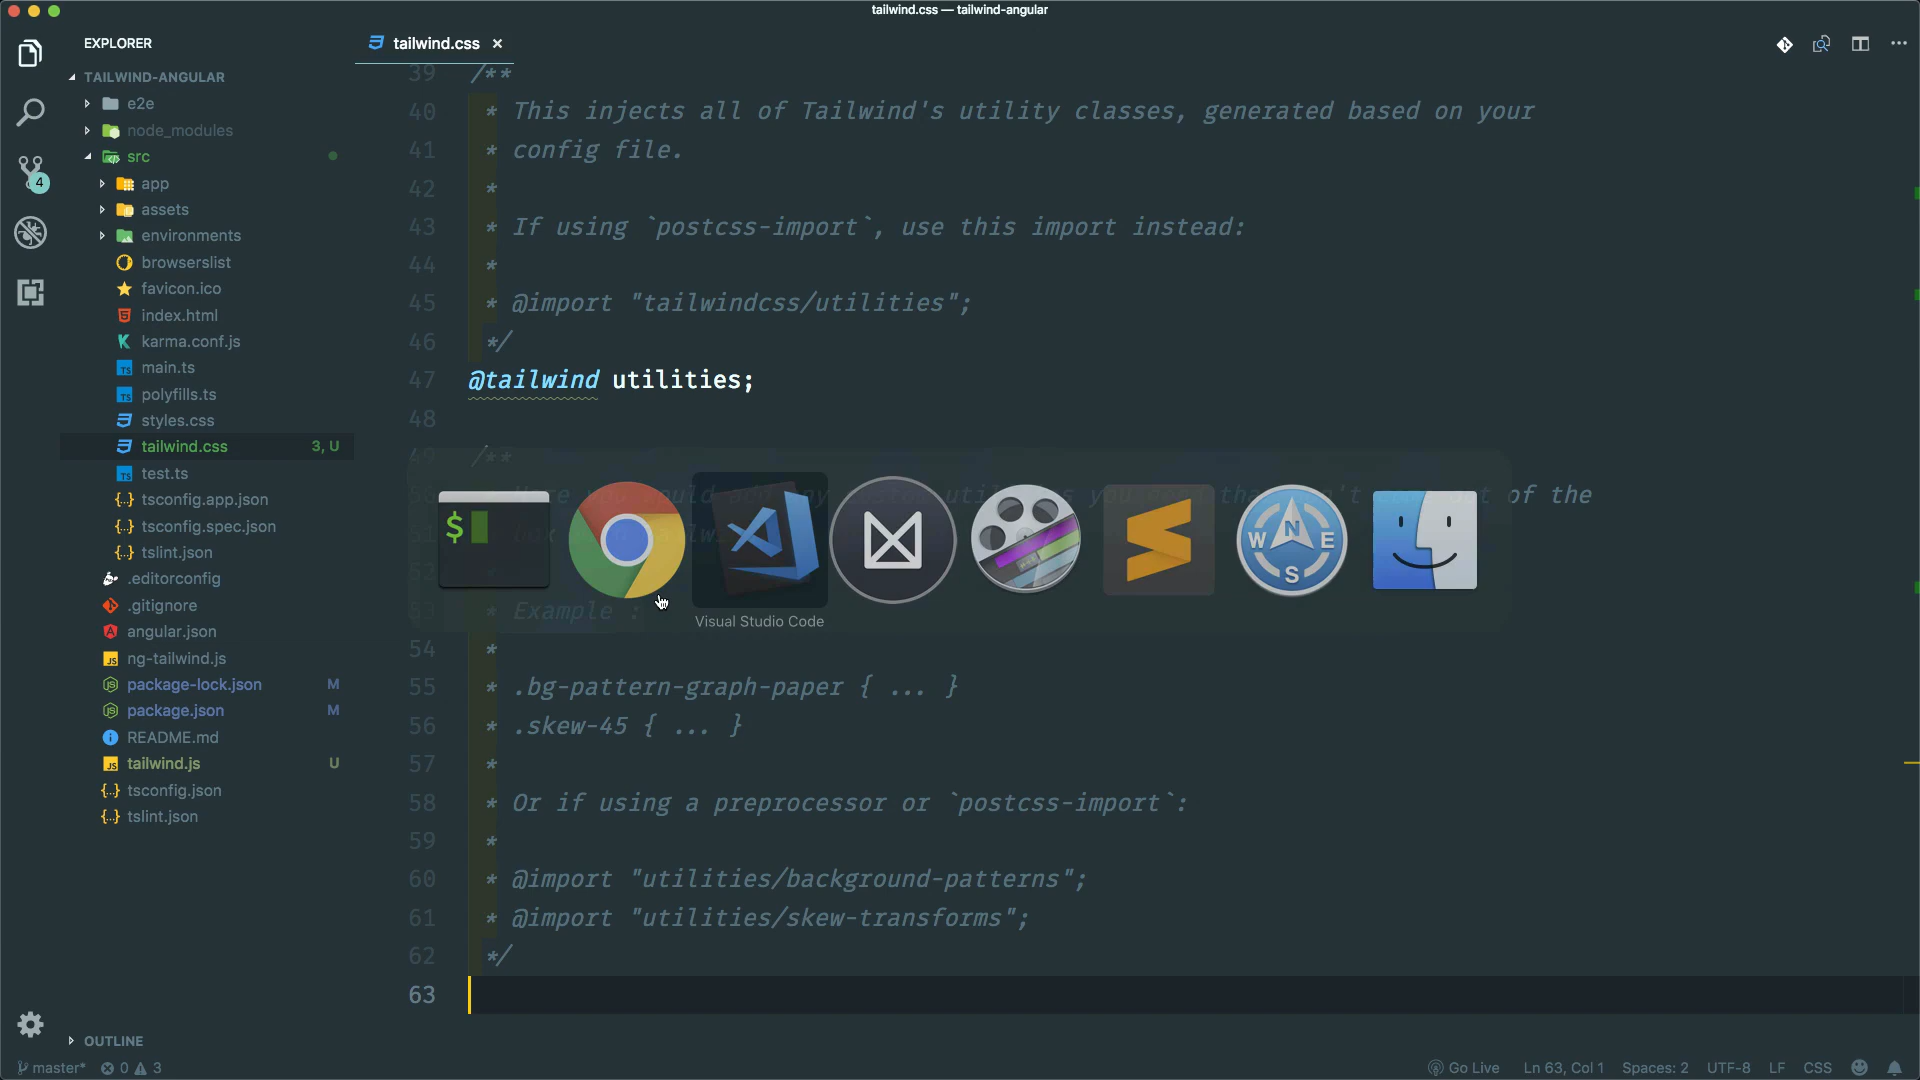 tailwind.css — tailwind-angular
EXPLORER
TAILWIND-ANGULAR
e2e
node_modules
src
app
assets
environments
browserslist
favicon.ico
index.html
karma.conf.js
main.ts
polyfills.ts
styles.css
tailwind.css 3, U
test.ts
tsconfig.app.json
tsconfig.spec.json
tslint.json
.editorconfig
.gitignore
angular.json
ng-tailwind.js
package-lock.json M
package.json M
README.md
tailwind.js U
tsconfig.json
tslint.json
OUTLINE
4
tailwind.css ×
39 /**
40 * This injects all of Tailwind's utility classes, generated based on your
41 * config file.
42 *
43 * If using `postcss-import`, use this import instead:
44 *
45 * @import "tailwindcss/utilities";
46 */
47 @tailwind utilities;
48
49 /**
of the
$
N
W E
S
Visual Studio Code
53 * Example :
54 *
55 * .bg-pattern-graph-paper { ... }
56 * .skew-45 { ... }
57 *
58 * Or if using a preprocessor or `postcss-import`:
59 *
60 * @import "utilities/background-patterns";
61 * @import "utilities/skew-transforms";
62 */
63
master* 0 3
Go Live Ln 63, Col 1 Spaces: 2 UTF-8 LF CSS